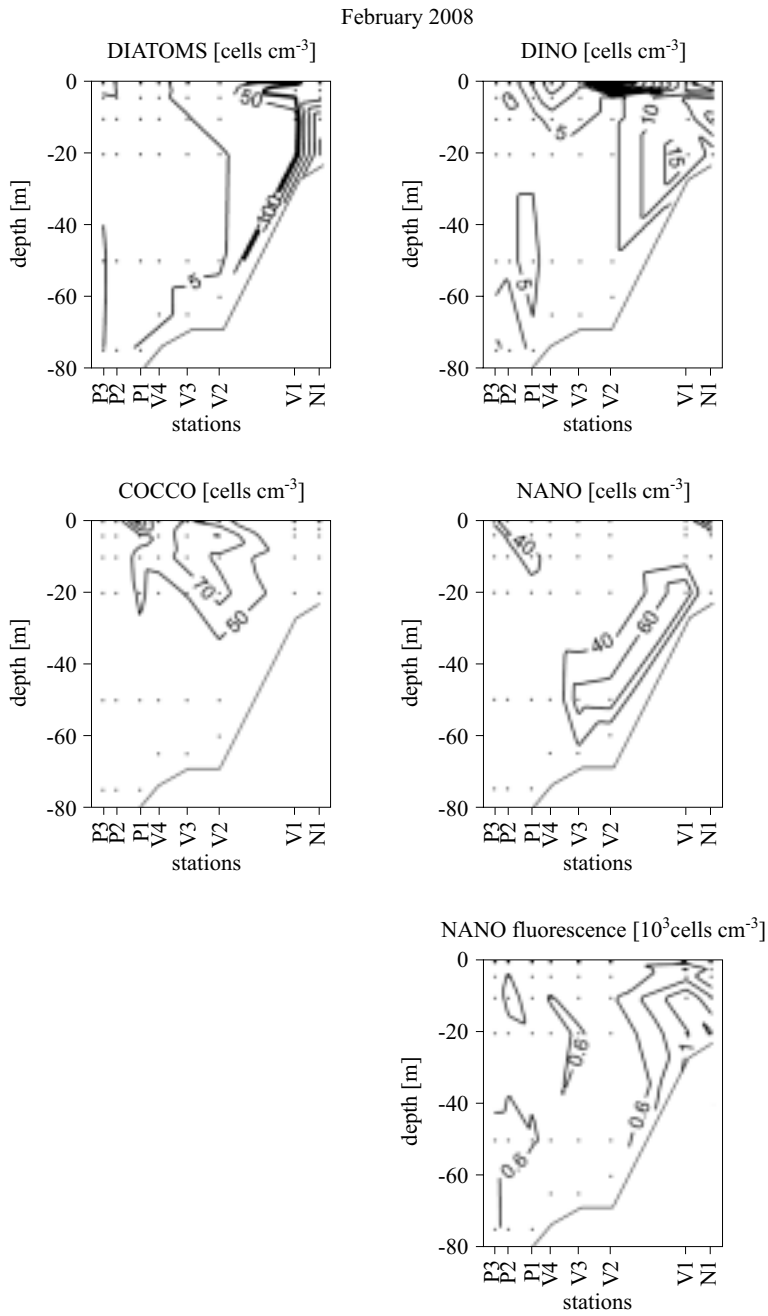 February 2008
DIATOMS [cells cm-3]
DINO [cells cm-3]
0
-20
-40
-60
-80
depth [m]
50
100
5
P3 P2 P1 V4 V3 V2 V1 N1
stations
0
-20
-40
-60
-80
depth [m]
0
5
10
15
5
P3 P2 P1 V4 V3 V2 V1 N1
stations
COCCO [cells cm-3]
NANO [cells cm-3]
0
-20
-40
-60
-80
depth [m]
70
50
P3 P2 P1 V4 V3 V2 V1 N1
stations
0
-20
-40
-60
-80
depth [m]
40
40
60
P3 P2 P1 V4 V3 V2 V1 N1
stations
NANO fluorescence [103cells cm-3]
0
-20
-40
-60
-80
depth [m]
0.6
1
0.6
0.6
P3 P2 P1 V4 V3 V2 V1 N1
stations